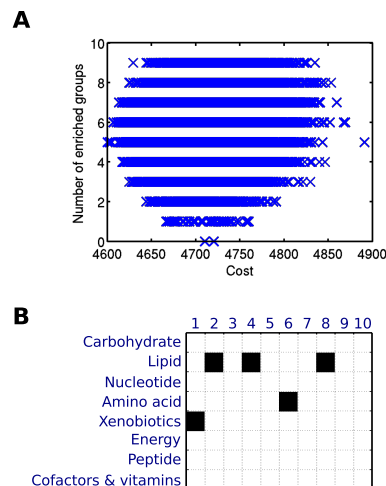 A
10
8
6
4
2
0
Number of enriched groups
4600 4650 4700 4750 4800 4850 4900
Cost
B
1 2 3 4 5 6 7 8 9 10
Carbohydrate
Lipid
Nucleotide
Amino acid
Xenobiotics
Energy
Peptide
Cofactors & vitamins